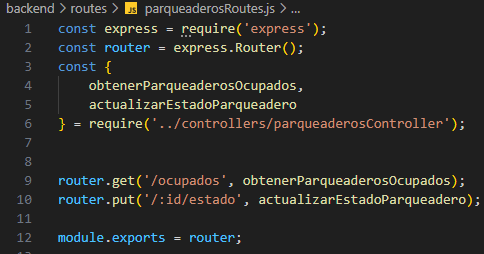 backend > routes > JS parqueaderosRoutes.js > ...
1 const express = require('express');
2 const router = express.Router();
3 const {
4     obtenerParqueaderosOcupados,
5     actualizarEstadoParqueadero
6 } = require('../controllers/parqueaderosController');
7
8
9 router.get('/ocupados', obtenerParqueaderosOcupados);
10 router.put('/:id/estado', actualizarEstadoParqueadero);
11
12 module.exports = router;